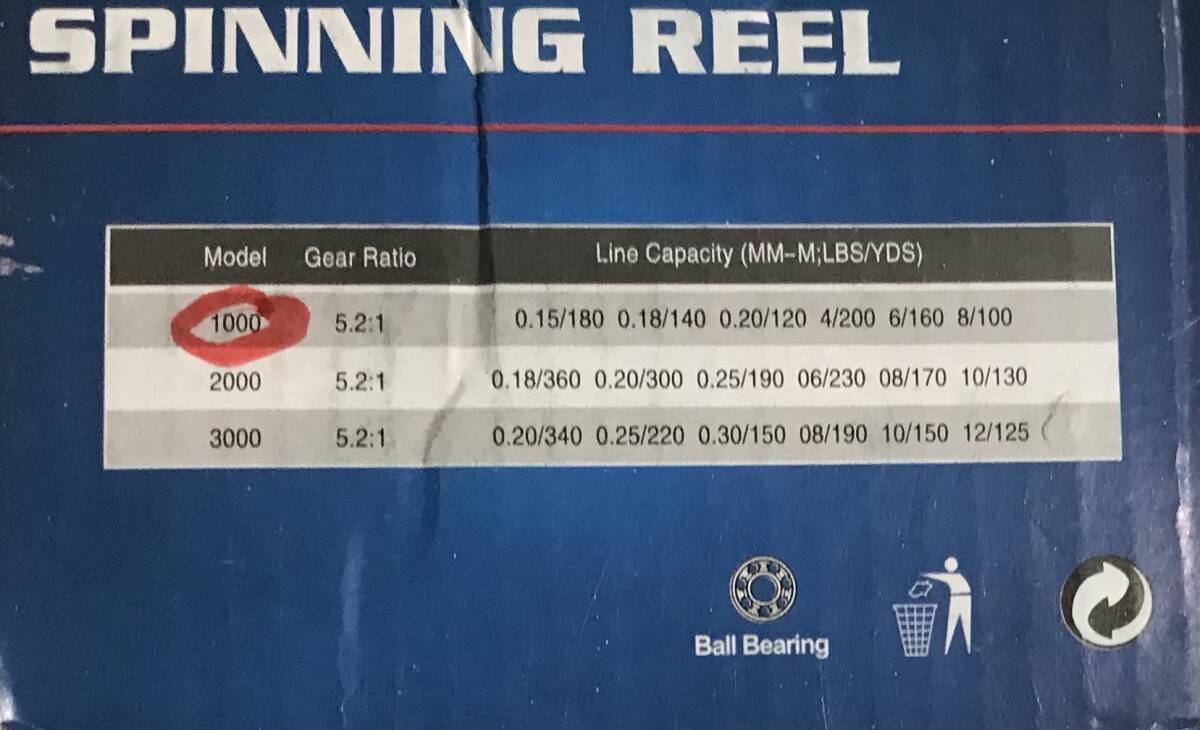 SPINNING REEL
Model Gear Ratio Line Capacity (MM-M;LBS/YDS)
1000 5.2:1 0.15/180 0.18/140 0.20/120 4/200 6/160 8/100
2000 5.2:1 0.18/360 0.20/300 0.25/190 06/230 08/170 10/130
3000 5.2:1 0.20/340 0.25/220 0.30/150 08/190 10/150 12/125
Ball Bearing